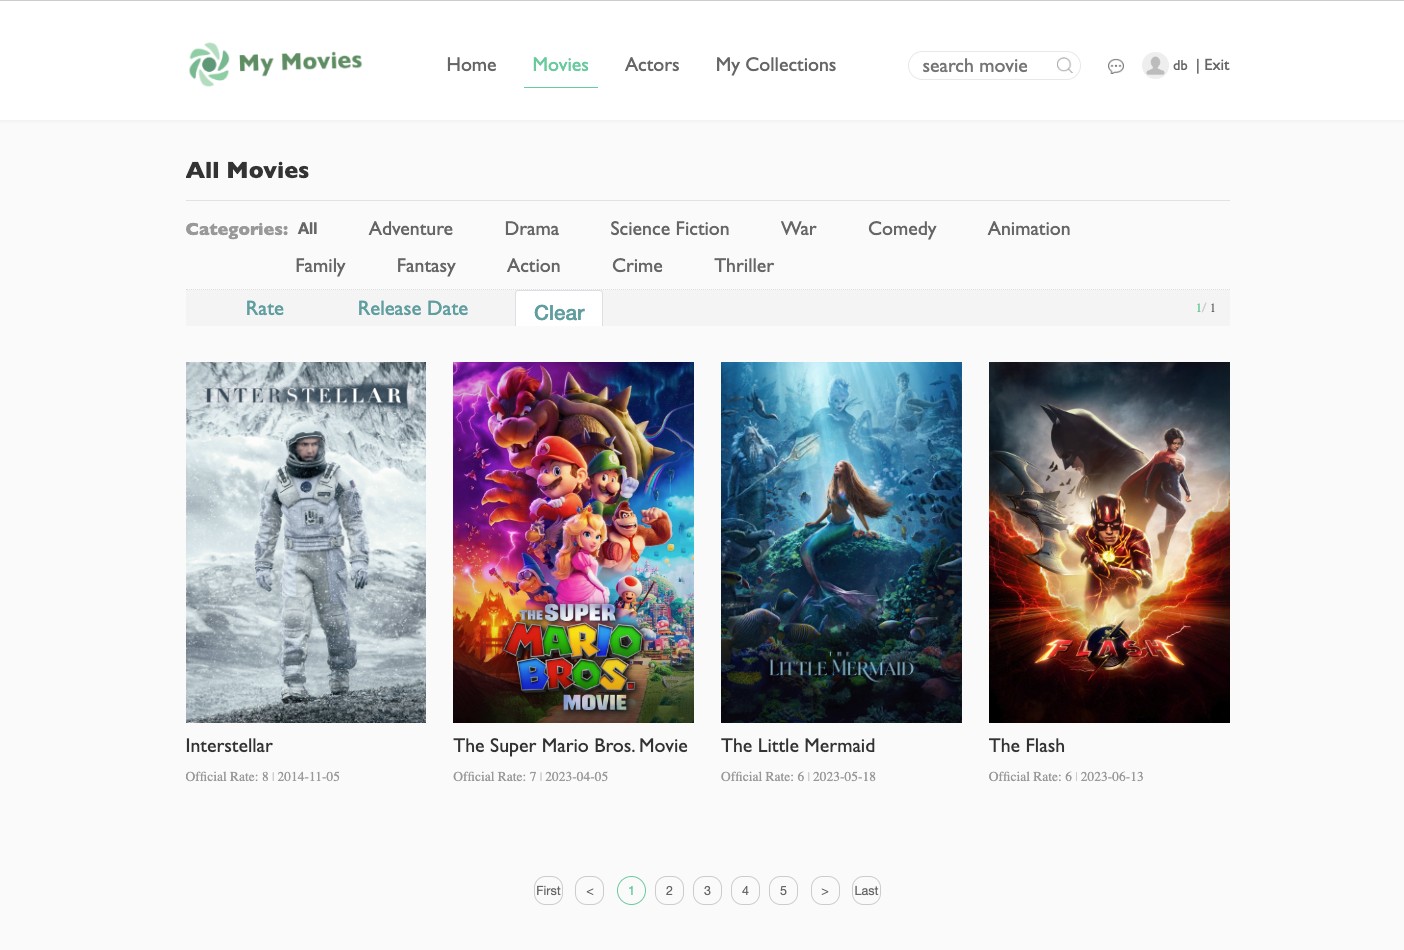 My Movies
Home Movies Actors My Collections search movie db | Exit
All Movies
Categories: All Adventure Drama Science Fiction War Comedy Animation
Family Fantasy Action Crime Thriller
Rate Release Date Clear 1/ 1
INTERSTELLAR
THE SUPER
MARIO
BROS.
MOVIE
THE
LITTLE MERMAID
FLASH
Interstellar The Super Mario Bros. Movie The Little Mermaid The Flash
Official Rate: 8 | 2014-11-05 Official Rate: 7 | 2023-04-05 Official Rate: 6 | 2023-05-18 Official Rate: 6 | 2023-06-13
First < 1 2 3 4 5 > Last